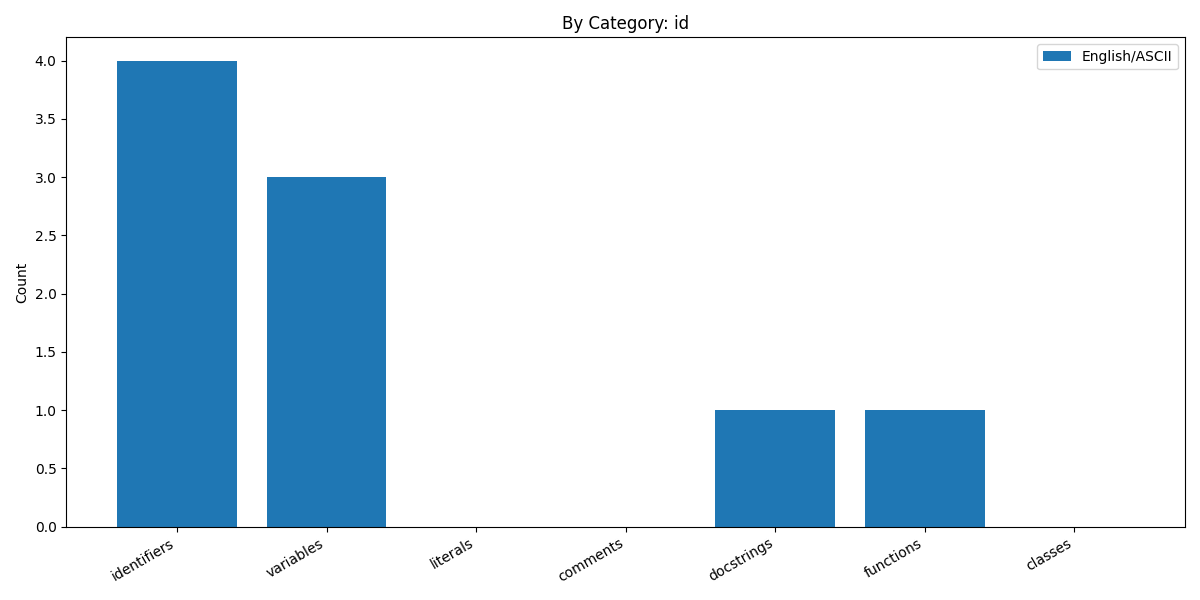 By Category: id
English/ASCII
Count
4.0
3.5
3.0
2.5
2.0
1.5
1.0
0.5
0.0
identifiers
variables
literals
comments
docstrings
functions
classes